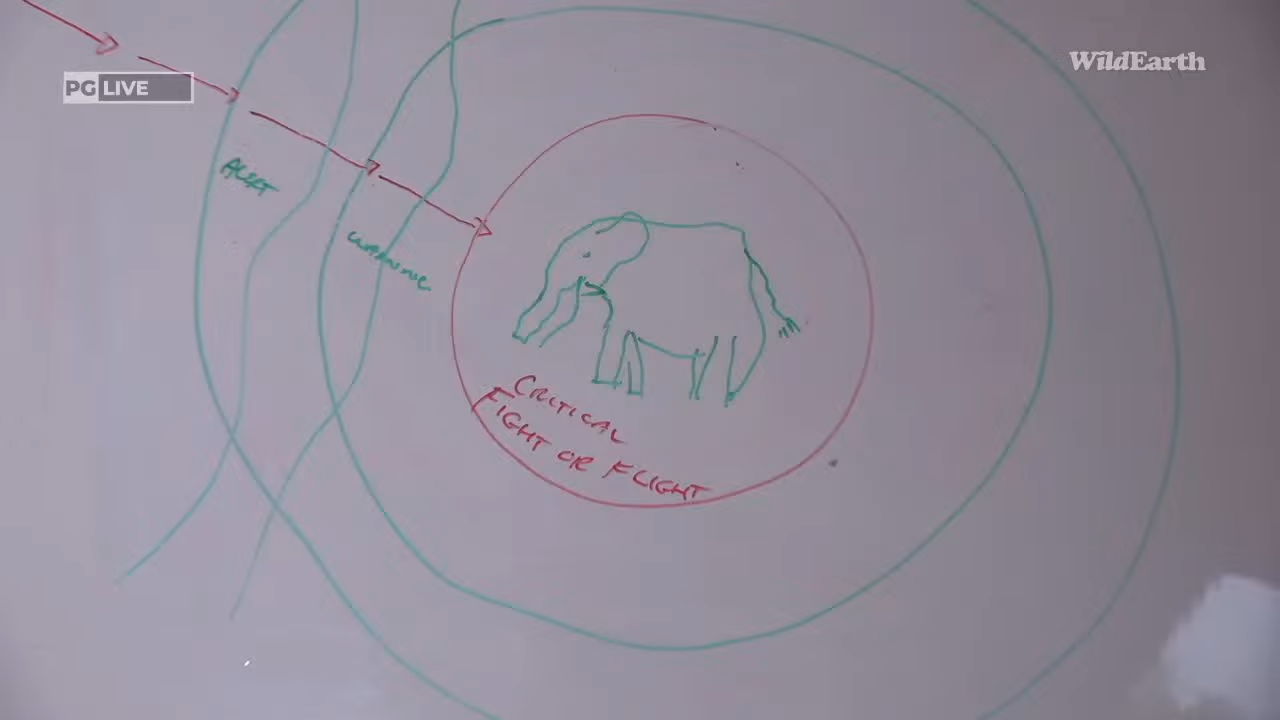 PG LIVE
WildEarth
ALERT
WARNING
CRITICAL
FIGHT OR FLIGHT